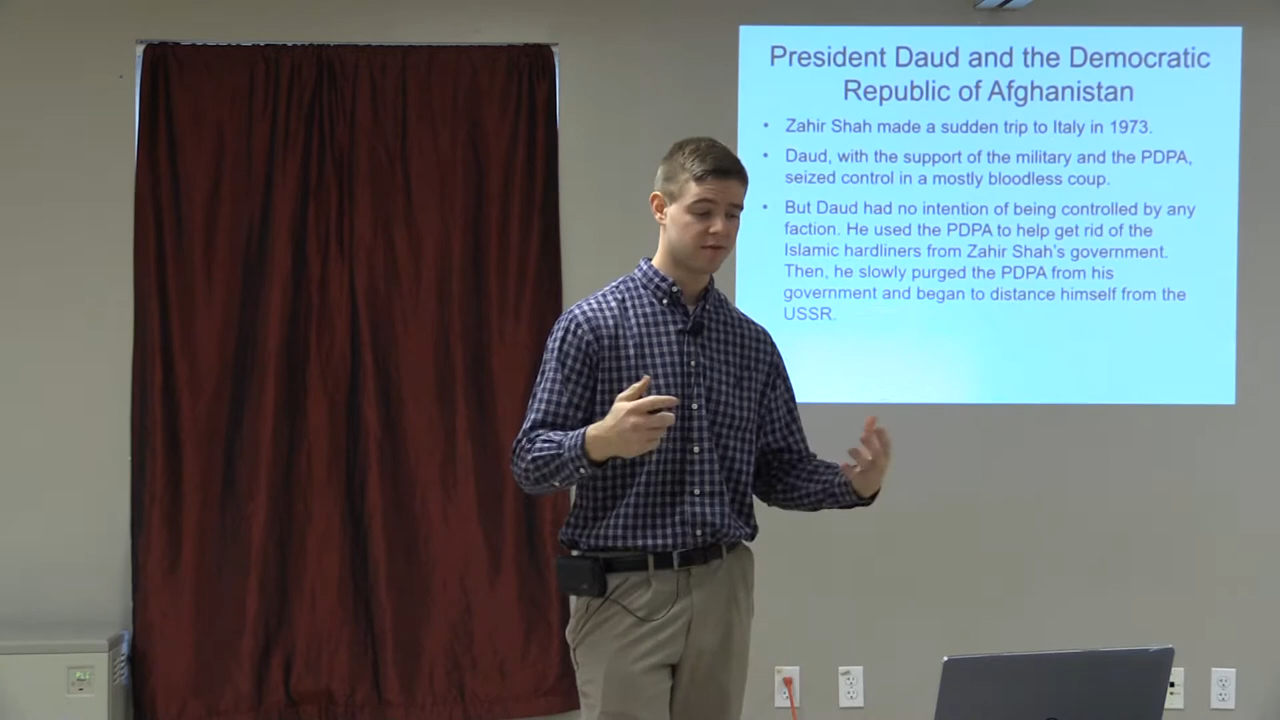 President Daud and the Democratic
Republic of Afghanistan
• Zahir Shah made a sudden trip to Italy in 1973.
• Daud, with the support of the military and the PDPA,
seized control in a mostly bloodless coup.
• But Daud had no intention of being controlled by any
faction. He used the PDPA to help get rid of the
Islamic hardliners from Zahir Shah's government.
Then, he slowly purged the PDPA from his
government and began to distance himself from the
USSR.